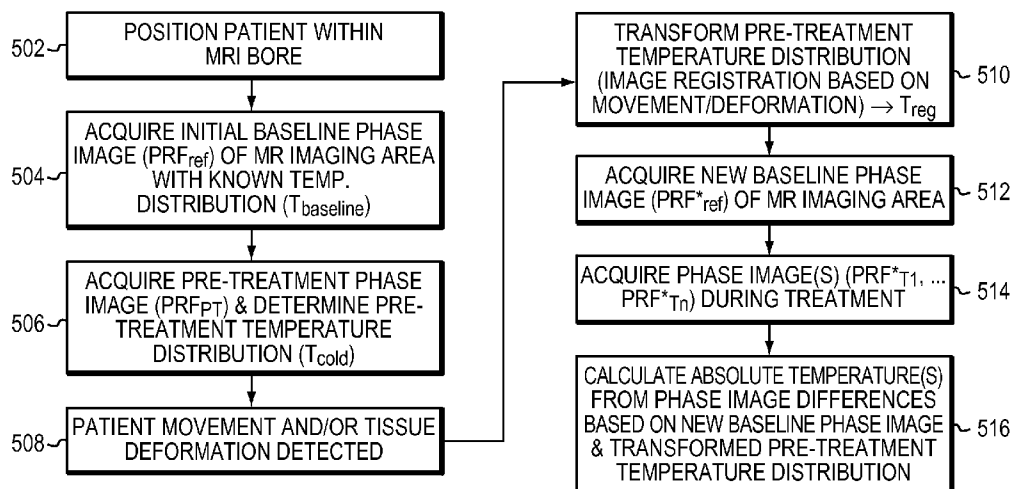 502
POSITION PATIENT WITHIN
MRI BORE
504
ACQUIRE INITIAL BASELINE PHASE
IMAGE (PRFref) OF MR IMAGING AREA
WITH KNOWN TEMP.
DISTRIBUTION (Tbaseline)
506
ACQUIRE PRE-TREATMENT PHASE
IMAGE (PRFPT) & DETERMINE PRE-
TREATMENT TEMPERATURE
DISTRIBUTION (Tcold)
508
PATIENT MOVEMENT AND/OR TISSUE
DEFORMATION DETECTED
TRANSFORM PRE-TREATMENT
TEMPERATURE DISTRIBUTION
(IMAGE REGISTRATION BASED ON
MOVEMENT/DEFORMATION) → Treg
510
ACQUIRE NEW BASELINE PHASE
IMAGE (PRF*ref) OF MR IMAGING AREA
512
ACQUIRE PHASE IMAGE(S) (PRF*T1, ...
PRF*Tn) DURING TREATMENT
514
CALCULATE ABSOLUTE TEMPERATURE(S)
FROM PHASE IMAGE DIFFERENCES
BASED ON NEW BASELINE PHASE IMAGE
& TRANSFORMED PRE-TREATMENT
TEMPERATURE DISTRIBUTION
516